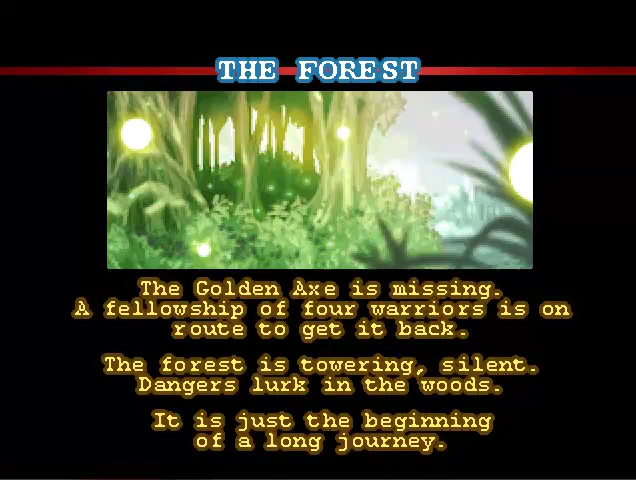 THE FOREST
The Golden Axe is missing.
A fellowship of four warriors is on
route to get it back.
The forest is towering, silent.
Dangers lurk in the woods.
It is just the beginning
of a long journey.